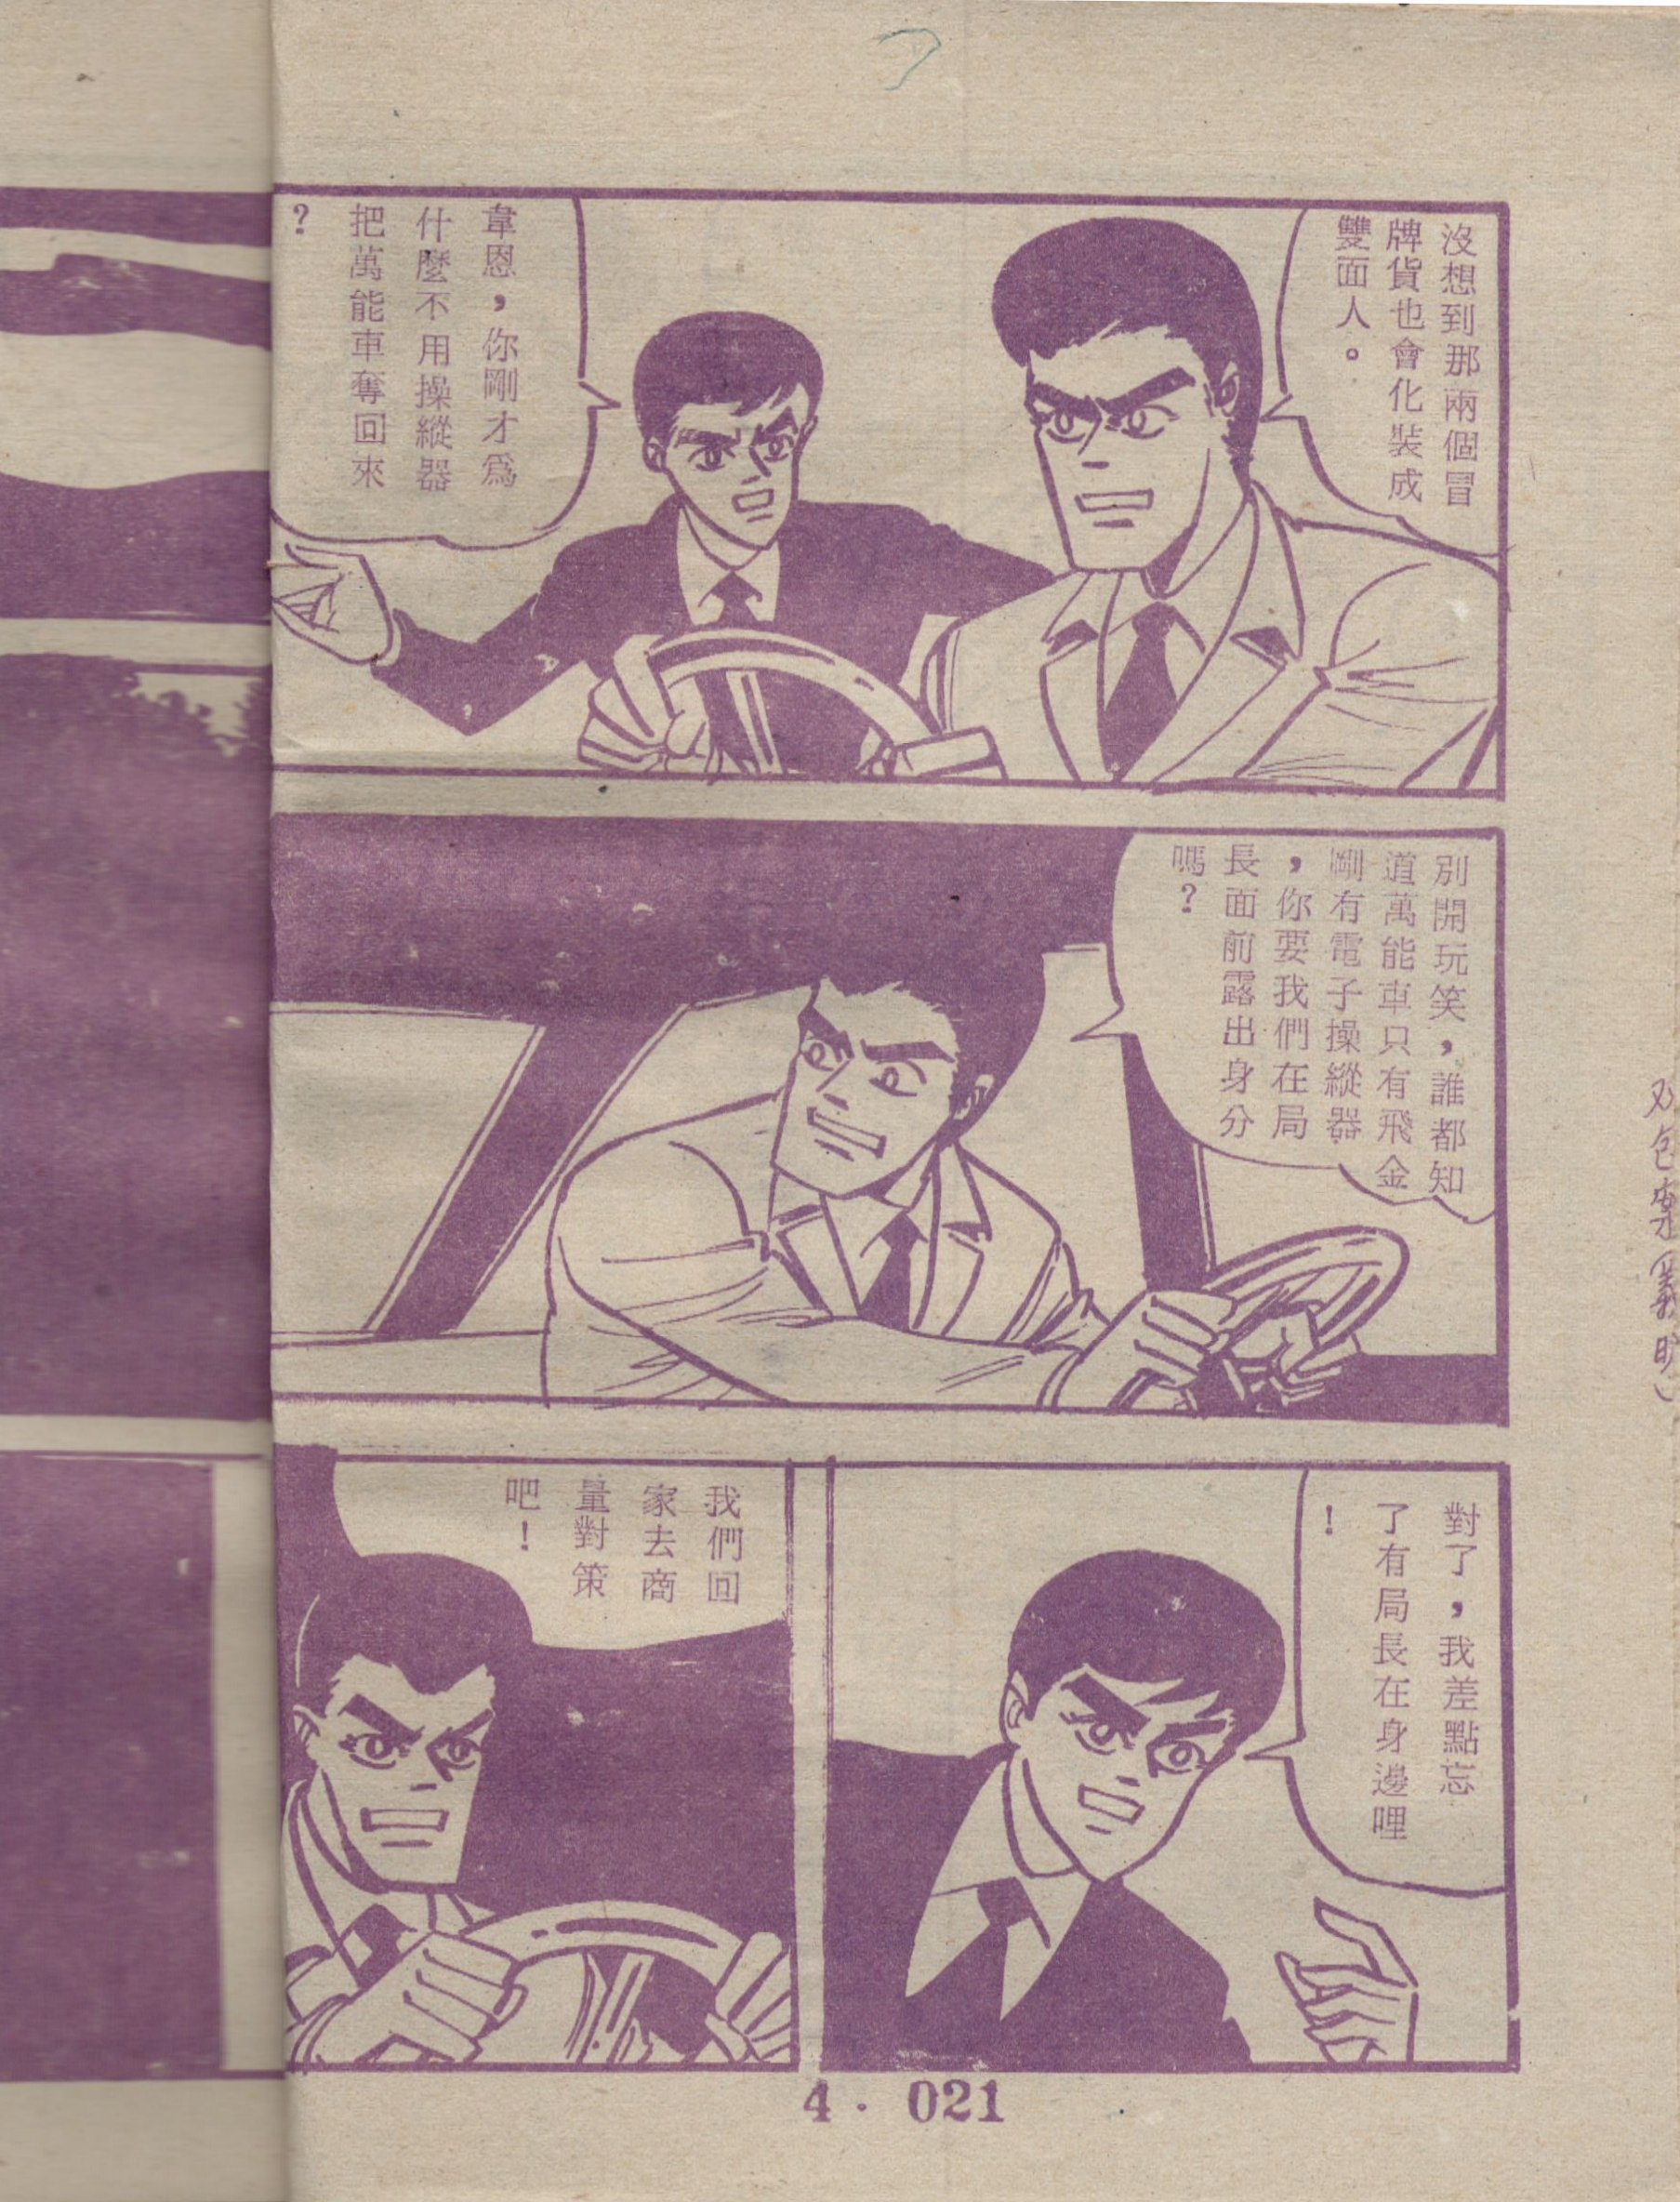 沒想到那兩個冒
牌貨也會化裝成
雙面人。
韋恩，你剛才爲
什麼不用操縱器
把萬能車奪回來
？
別開玩笑，誰都知
道萬能車只有飛金
剛有電子操縱器
，你要我們在局
長面前露出身分
嗎？
對了，我差點忘
了有局長在身邊哩
！
我們回
家去商
量對策
吧！
4．021